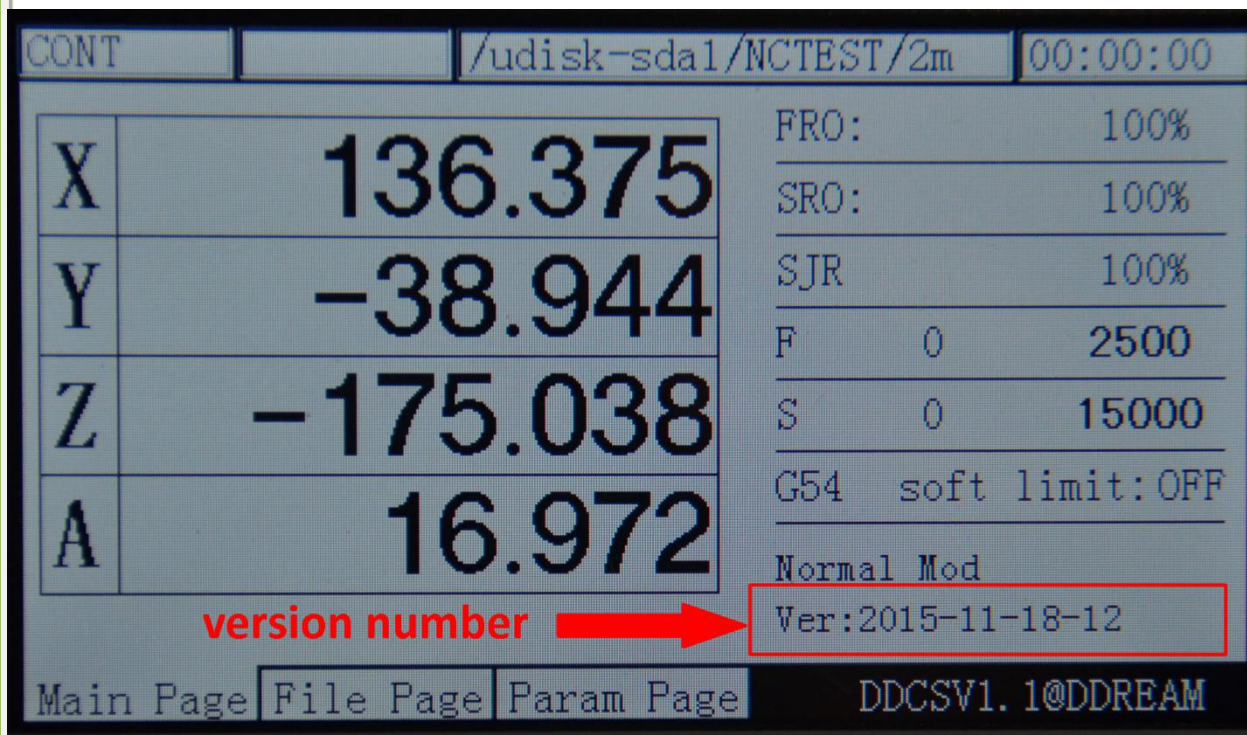 CONT /udisk-sda1/NCTEST/2m 00:00:00
X 136.375
Y -38.944
Z -175.038
A 16.972
FRO: 100%
SRO: 100%
SJR 100%
F 0 2500
S 0 15000
G54 soft limit:OFF
Normal Mod
version number
Ver:2015-11-18-12
Main Page File Page Param Page DDCSV1.1@DDREAM